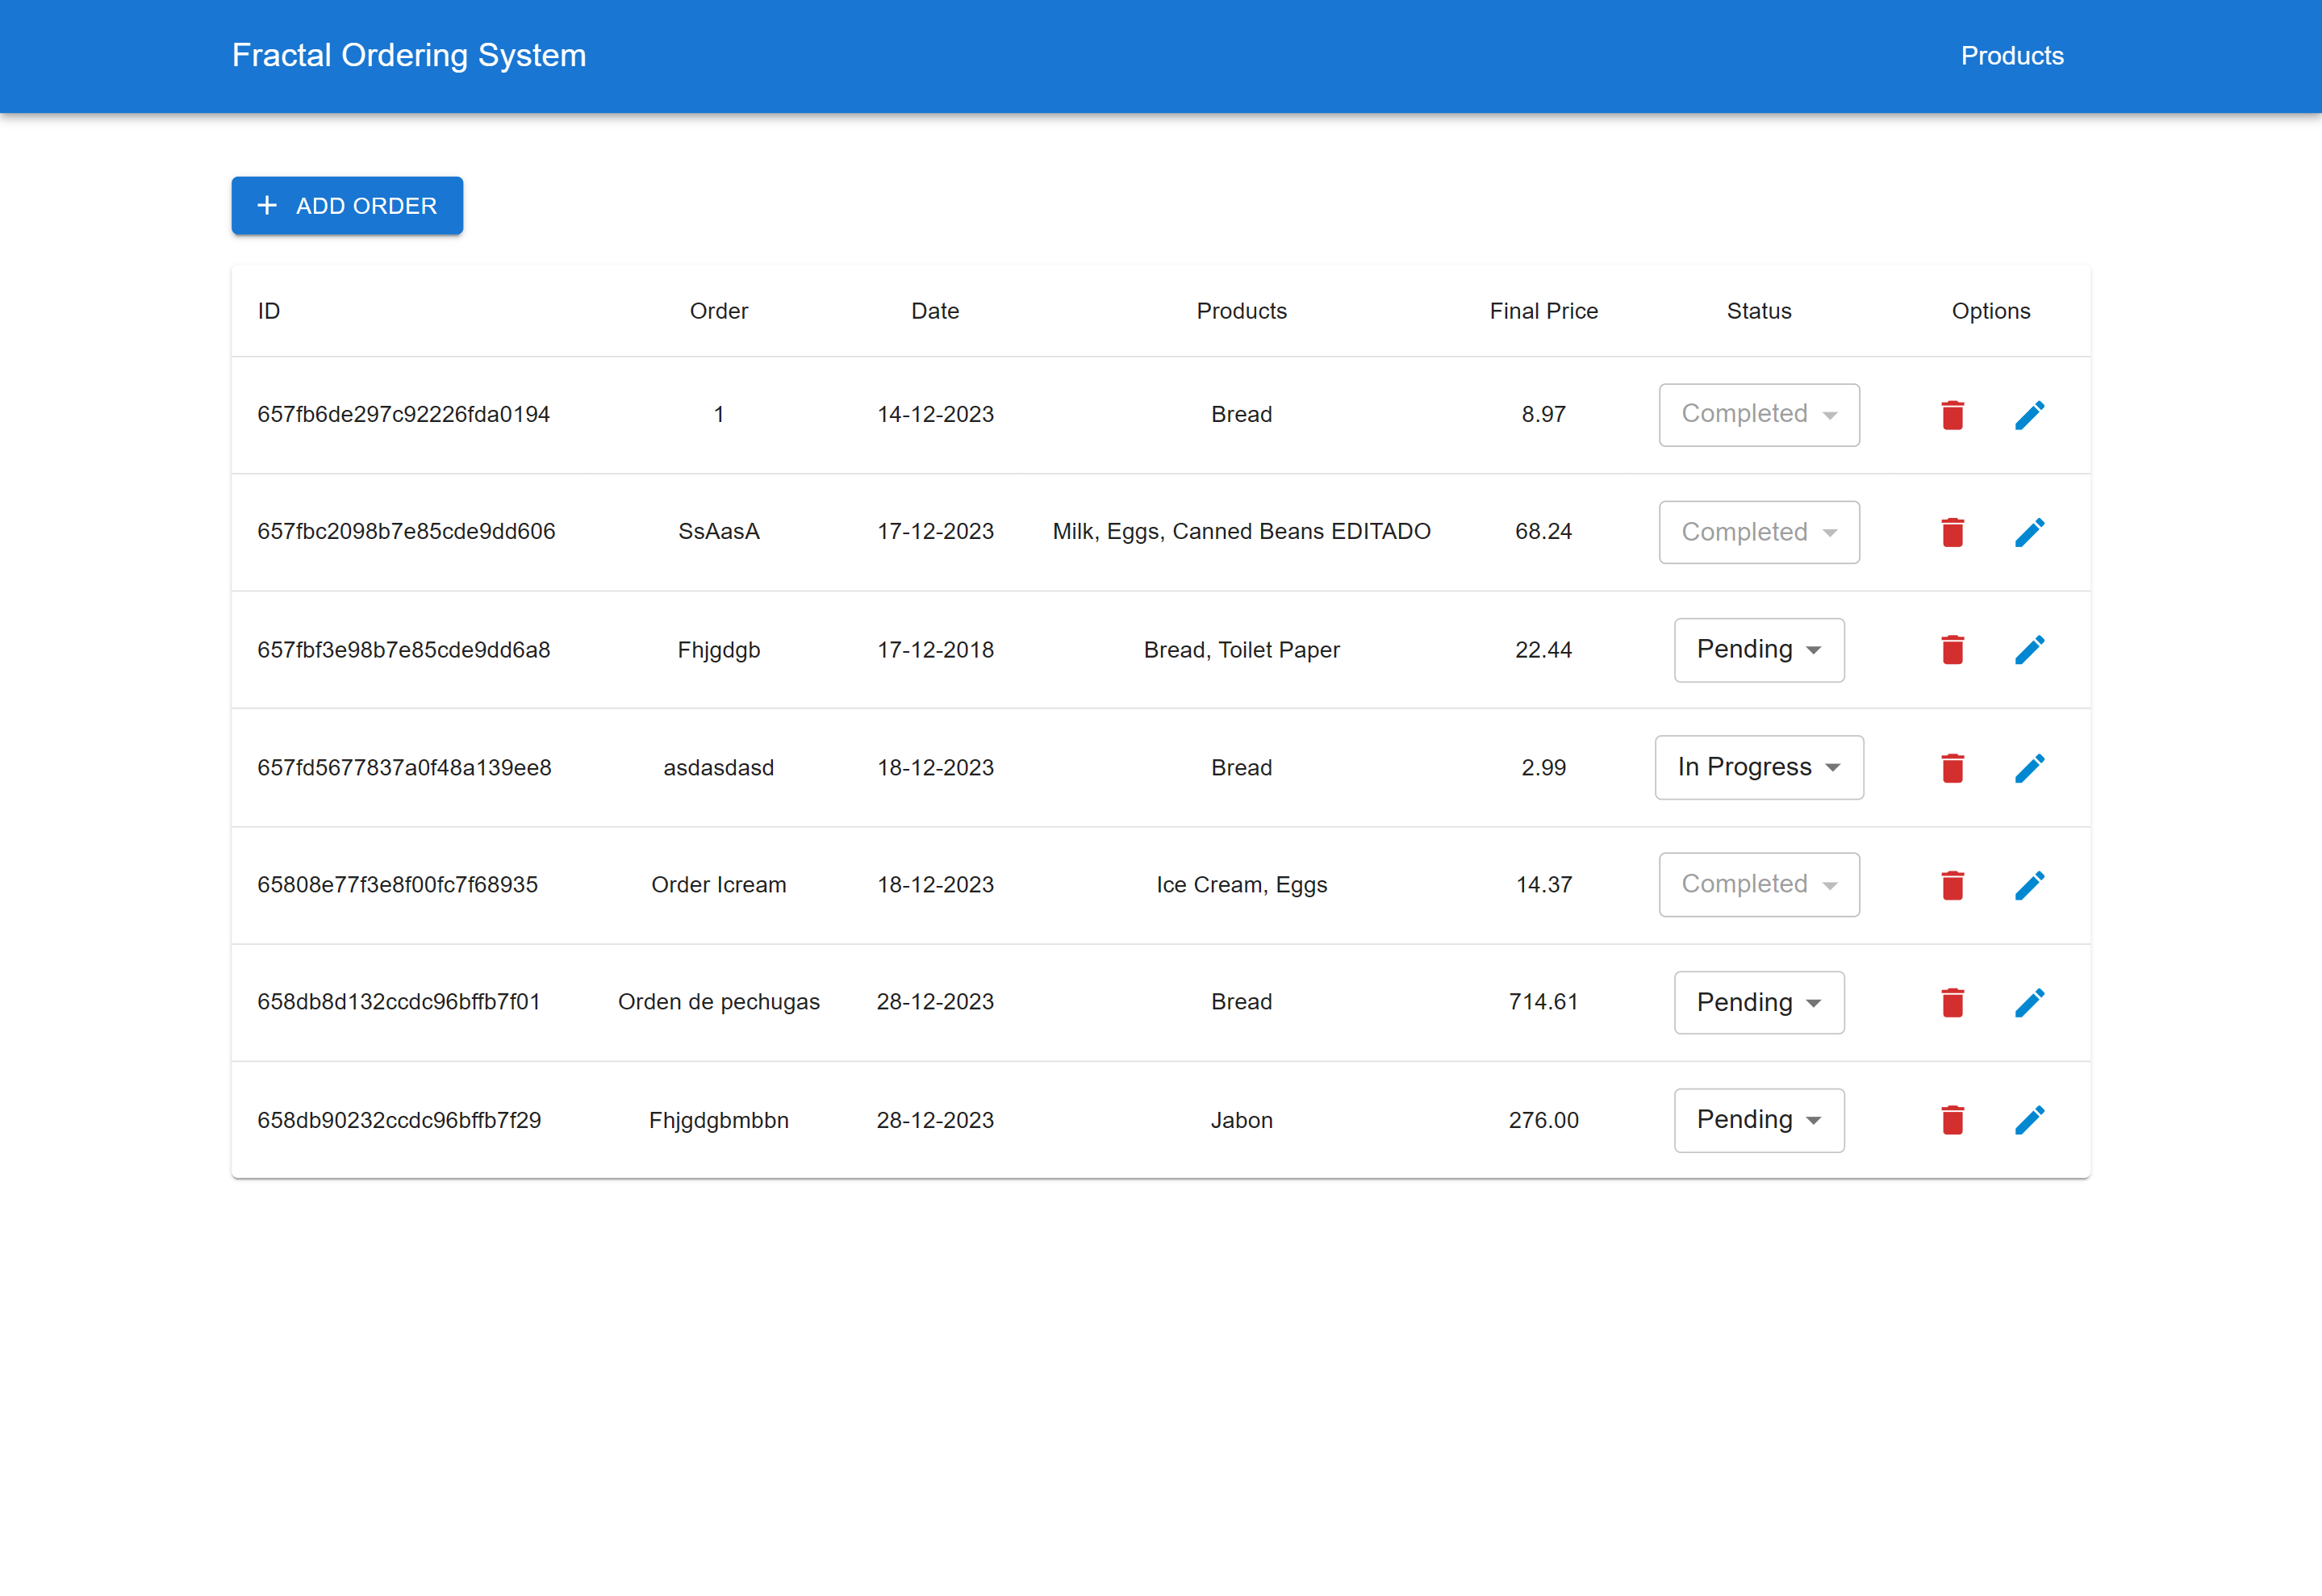 Fractal Ordering System Products
ADD ORDER
ID Order Date Products Final Price Status Options
657fb6de297c92226fda0194 1 14-12-2023 Bread 8.97 Completed
657fbc2098b7e85cde9dd606 SsAasA 17-12-2023 Milk, Eggs, Canned Beans EDITADO 68.24 Completed
657fbf3e98b7e85cde9dd6a8 Fhjgdgb 17-12-2018 Bread, Toilet Paper 22.44 Pending
657fd5677837a0f48a139ee8 asdasdasd 18-12-2023 Bread 2.99 In Progress
65808e77f3e8f00fc7f68935 Order Icream 18-12-2023 Ice Cream, Eggs 14.37 Completed
658db8d132ccdc96bffb7f01 Orden de pechugas 28-12-2023 Bread 714.61 Pending
658db90232ccdc96bffb7f29 Fhjgdgbmbbn 28-12-2023 Jabon 276.00 Pending